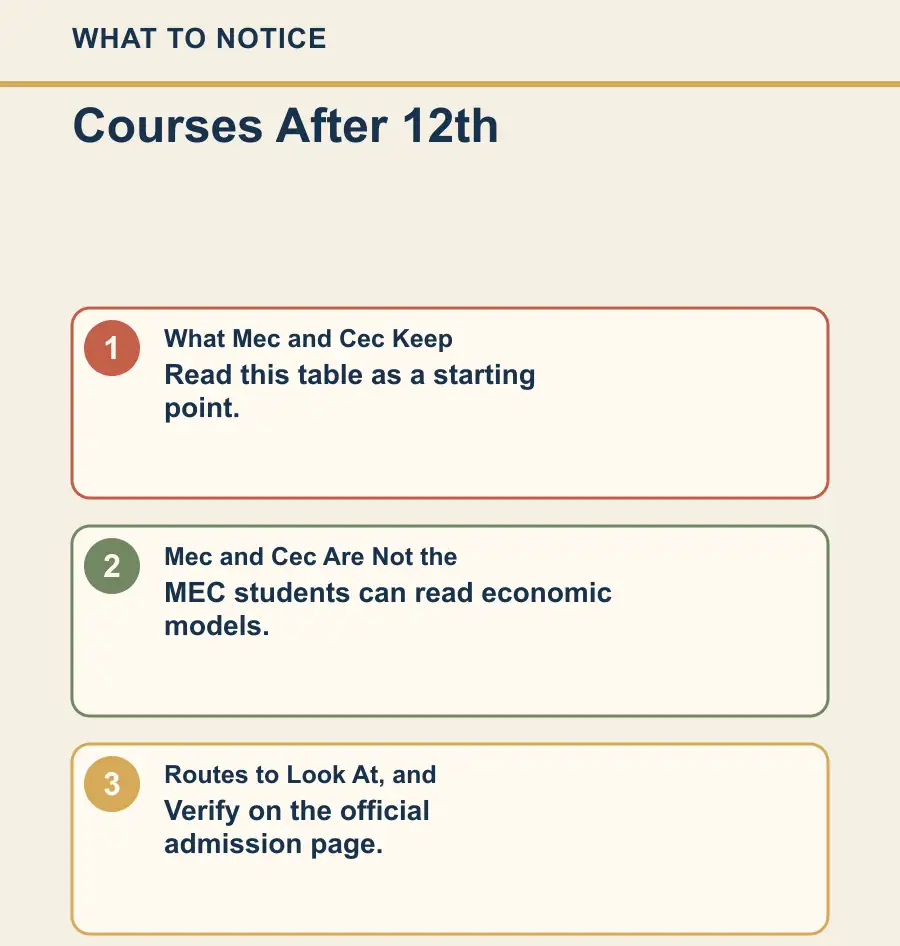 WHAT TO NOTICE
Courses After 12th
1
What Mec and Cec Keep
Read this table as a starting
point.
2
Mec and Cec Are Not the
MEC students can read economic
models.
3
Routes to Look At, and
Verify on the official
admission page.